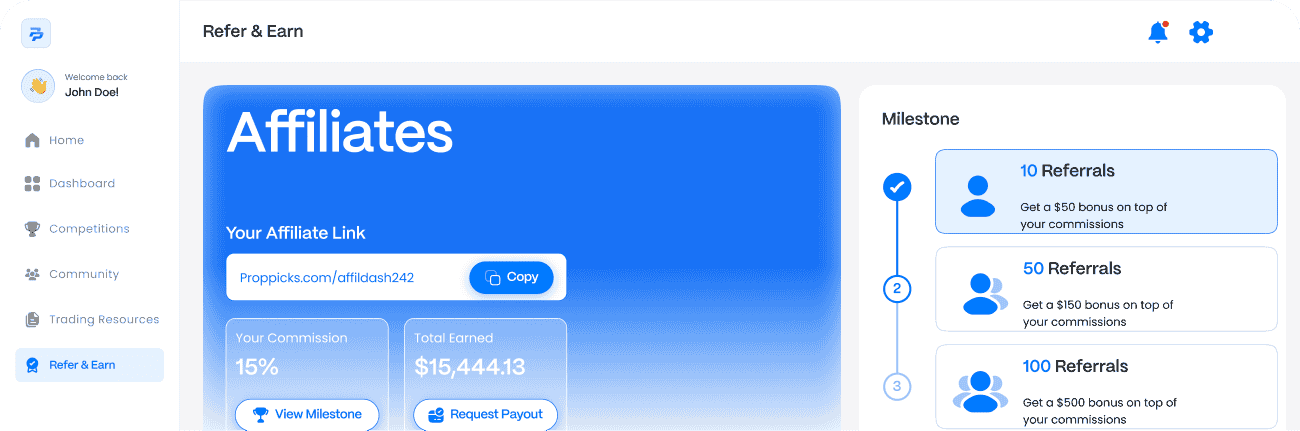 Refer & Earn
Welcome back
John Doe!
Home
Dashboard
Competitions
Community
Trading Resources
Refer & Earn
Affiliates
Your Affiliate Link
Proppicks.com/affildash242
Copy
Your Commission
15%
View Milestone
Total Earned
$15,444.13
Request Payout
Milestone
10 Referrals
Get a $50 bonus on top of
your commissions
2
50 Referrals
Get a $150 bonus on top of
your commissions
3
100 Referrals
Get a $500 bonus on top of
your commissions